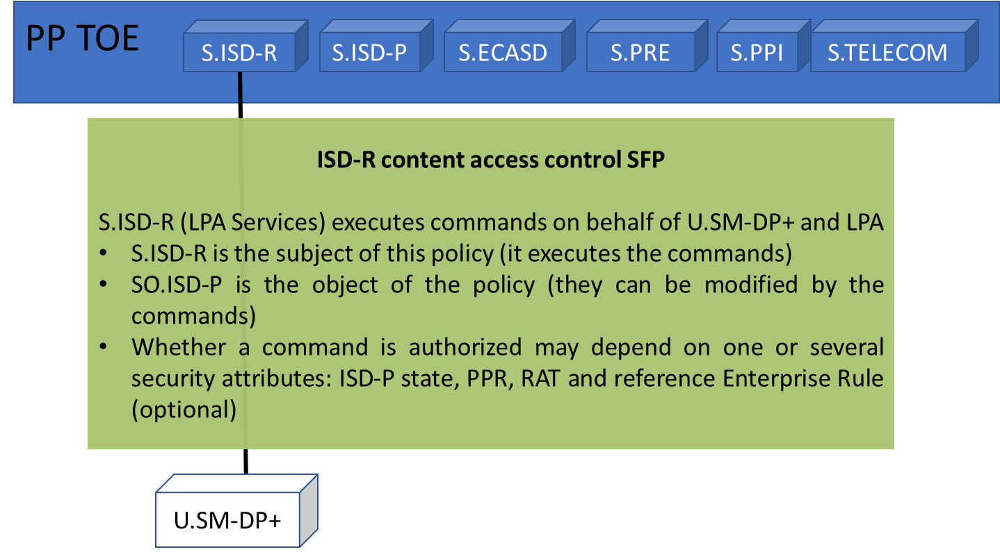 PP TOE
S.ISD-R
S.ISD-P
S.ECASD
S.PRE
S.PPI
S.TELECOM
ISD-R content access control SFP
S.ISD-R (LPA Services) executes commands on behalf of U.SM-DP+ and LPA
• S.ISD-R is the subject of this policy (it executes the commands)
• SO.ISD-P is the object of the policy (they can be modified by the
commands)
• Whether a command is authorized may depend on one or several
security attributes: ISD-P state, PPR, RAT and reference Enterprise Rule
(optional)
U.SM-DP+